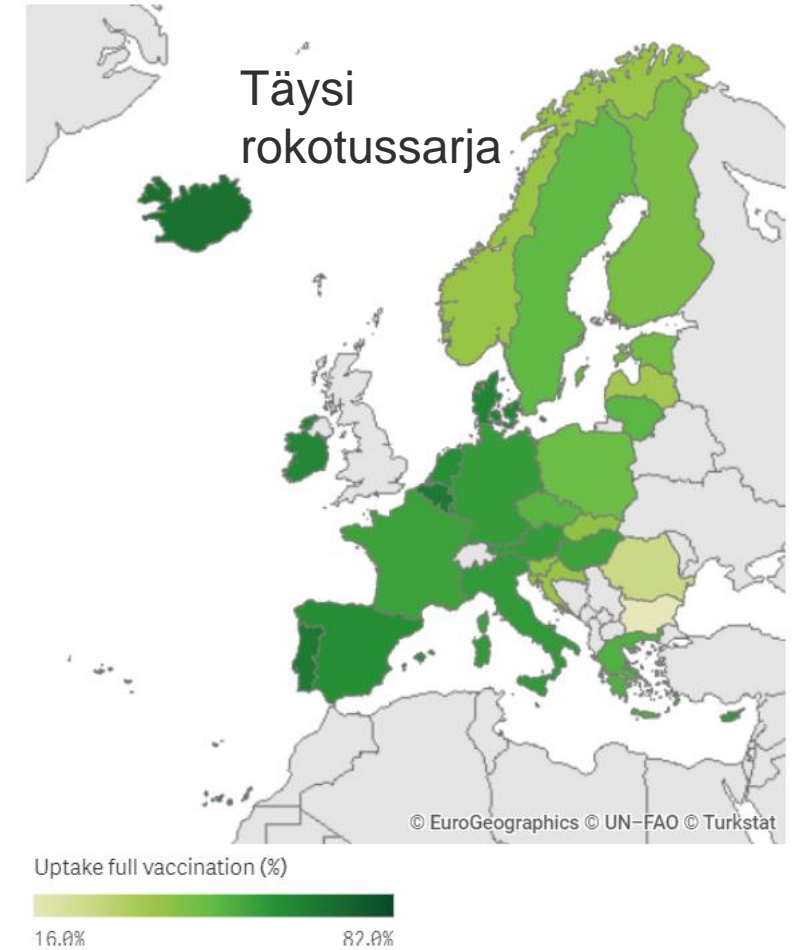 Täysi
rokotussarja
© EuroGeographics © UN–FAO © Turkstat
Uptake full vaccination (%)
16.0% 82.0%